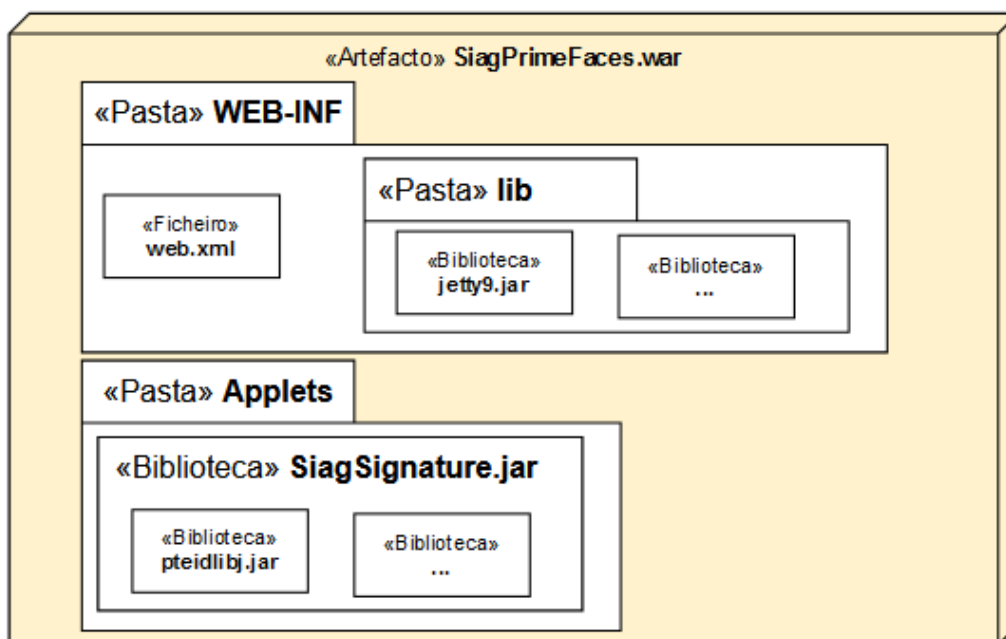 «Artefacto» SiagPrimeFaces.war
«Pasta» WEB-INF
«Pasta» lib
«Ficheiro»
web.xml
«Biblioteca»
jetty9.jar
«Biblioteca»
...
«Pasta» Applets
«Biblioteca» SiagSignature.jar
«Biblioteca»
pteidlibj.jar
«Biblioteca»
...